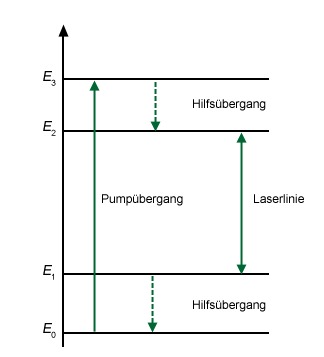 E3
Hilfsübergang
E2
Pumpübergang
Laserlinie
E1
Hilfsübergang
E0